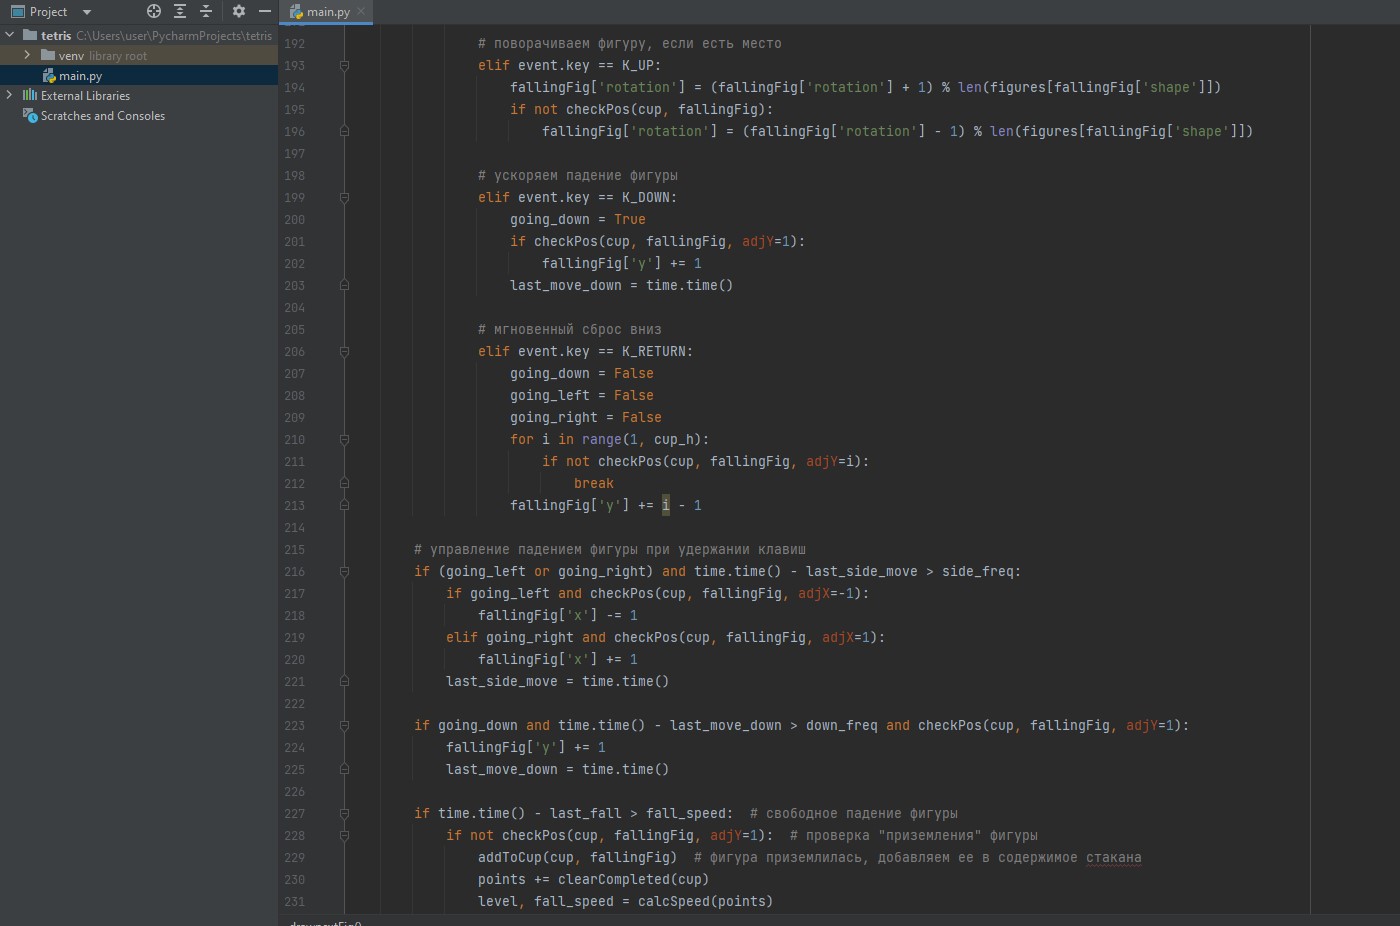 Project
main.py
tetris C:\Users\user\PycharmProjects\tetris
venv library root
main.py
External Libraries
Scratches and Consoles
192 # поворачиваем фигуру, если есть место
193 elif event.key == K_UP:
194 fallingFig['rotation'] = (fallingFig['rotation'] + 1) % len(figures[fallingFig['shape']])
195 if not checkPos(cup, fallingFig):
196 fallingFig['rotation'] = (fallingFig['rotation'] - 1) % len(figures[fallingFig['shape']])
197
198 # ускоряем падение фигуры
199 elif event.key == K_DOWN:
200 going_down = True
201 if checkPos(cup, fallingFig, adjY=1):
202 fallingFig['y'] += 1
203 last_move_down = time.time()
204
205 # мгновенный сброс вниз
206 elif event.key == K_RETURN:
207 going_down = False
208 going_left = False
209 going_right = False
210 for i in range(1, cup_h):
211 if not checkPos(cup, fallingFig, adjY=i):
212 break
213 fallingFig['y'] += i - 1
214
215 # управление падением фигуры при удержании клавиш
216 if (going_left or going_right) and time.time() - last_side_move > side_freq:
217 if going_left and checkPos(cup, fallingFig, adjX=-1):
218 fallingFig['x'] -= 1
219 elif going_right and checkPos(cup, fallingFig, adjX=1):
220 fallingFig['x'] += 1
221 last_side_move = time.time()
222
223 if going_down and time.time() - last_move_down > down_freq and checkPos(cup, fallingFig, adjY=1):
224 fallingFig['y'] += 1
225 last_move_down = time.time()
226
227 if time.time() - last_fall > fall_speed: # свободное падение фигуры
228 if not checkPos(cup, fallingFig, adjY=1): # проверка "приземления" фигуры
229 addToCup(cup, fallingFig) # фигура приземлилась, добавляем ее в содержимое стакана
230 points += clearCompleted(cup)
231 level, fall_speed = calcSpeed(points)